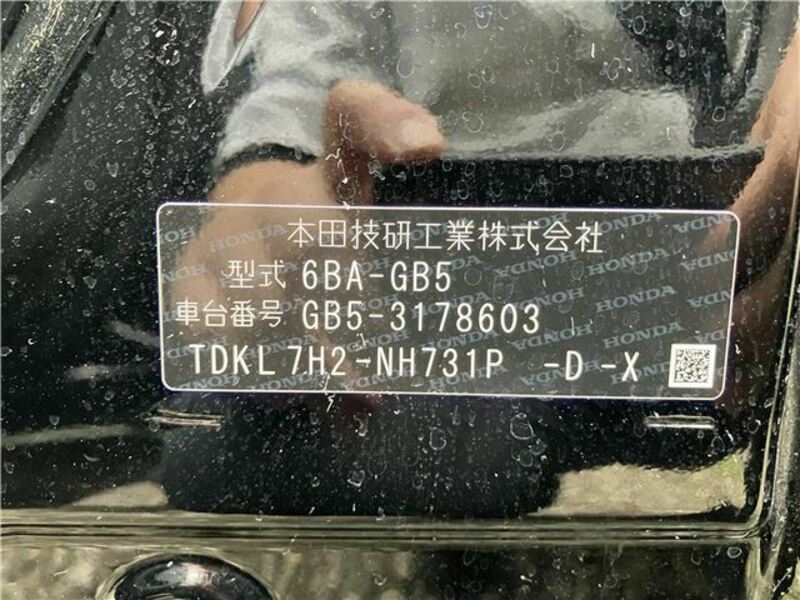 本田技研工業株式会社
型式 6BA-GB5
車台番号 GB5-3178603
TDKL7H2-NH731P -D-X